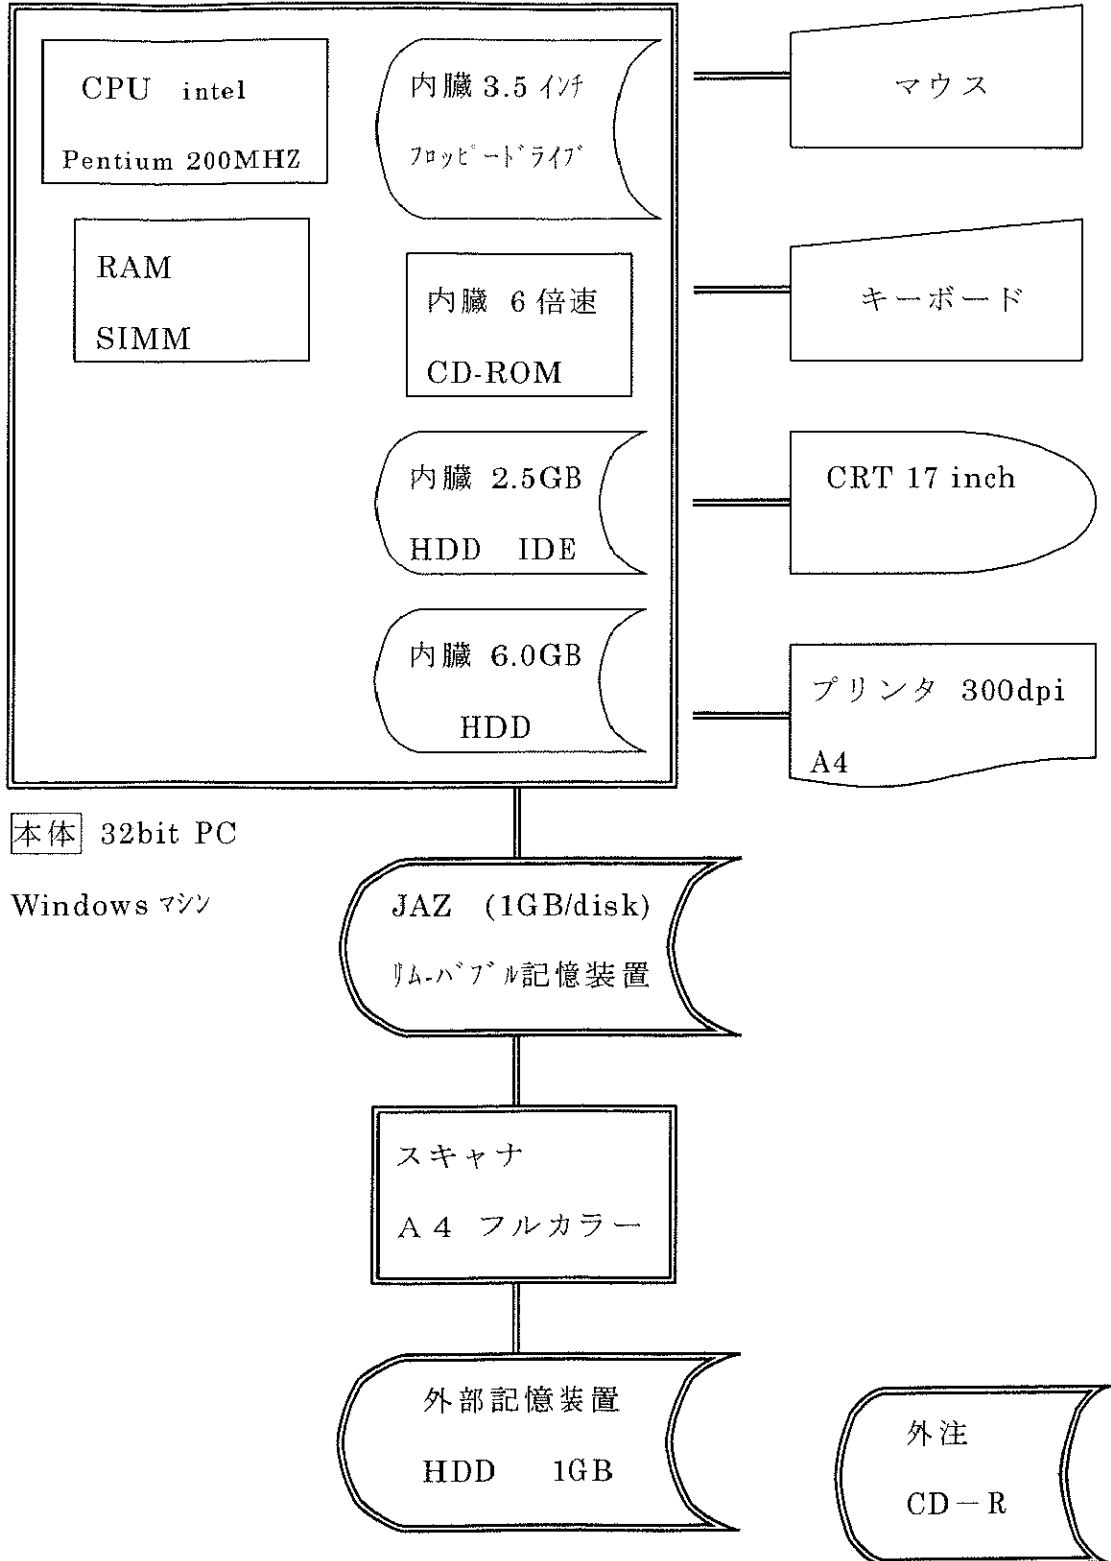 CPU intel
Pentium 200MHZ
RAM
SIMM
内臓 3.5 ｲﾝﾁ
ﾌﾛｯﾋﾟｰﾄﾞﾗｲﾌﾞ
内臓 6倍速
CD-ROM
内臓 2.5GB
HDD IDE
内臓 6.0GB
HDD
マウス
キーボード
CRT 17 inch
プリンタ 300dpi
A4
本体 32bit PC
Windows ﾏｼﾝ
JAZ (1GB/disk)
ﾘﾑｰﾊﾞﾌﾞﾙ記憶装置
スキャナ
A4 フルカラー
外部記憶装置
HDD 1GB
外注
CD－R